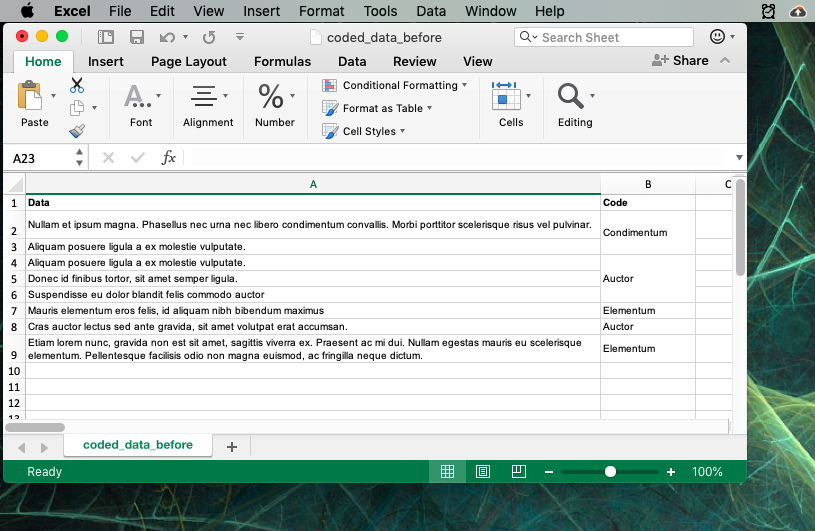 Excel File Edit View Insert Format Tools Data Window Help
coded_data_before
Search Sheet
Home Insert Page Layout Formulas Data Review View
Share
Paste
Font
Alignment
%
Number
Conditional Formatting
Format as Table
Cell Styles
Cells
Editing
A23
fx
A B C
1 Data Code
2 Nullam et ipsum magna. Phasellus nec urna nec libero condimentum convallis. Morbi porttitor scelerisque risus vel pulvinar.
Condimentum
3 Aliquam posuere ligula a ex molestie vulputate.
4 Aliquam posuere ligula a ex molestie vulputate.
5 Donec id finibus tortor, sit amet semper ligula. Auctor
6 Suspendisse eu dolor blandit felis commodo auctor
7 Mauris elementum eros felis, id aliquam nibh bibendum maximus Elementum
8 Cras auctor lectus sed ante gravida, sit amet volutpat erat accumsan. Auctor
Etiam lorem nunc, gravida non est sit amet, sagittis viverra ex. Praesent ac mi dui. Nullam egestas mauris eu scelerisque
9 elementum. Pellentesque facilisis odio non magna euismod, ac fringilla neque dictum. Elementum
10
11
12
13
coded_data_before +
Ready
100%